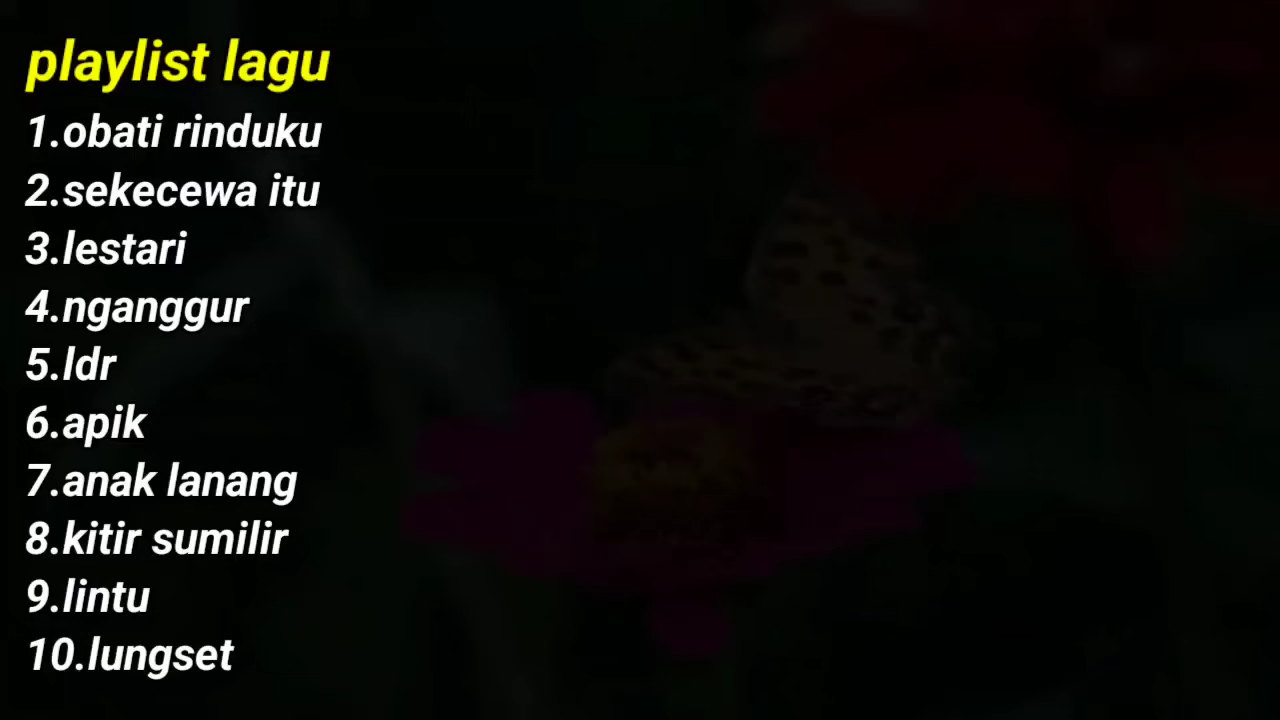 playlist lagu
1.obati rinduku
2.sekecewa itu
3.lestari
4.nganggur
5.ldr
6.apik
7.anak lanang
8.kitir sumilir
9.lintu
10.lungset